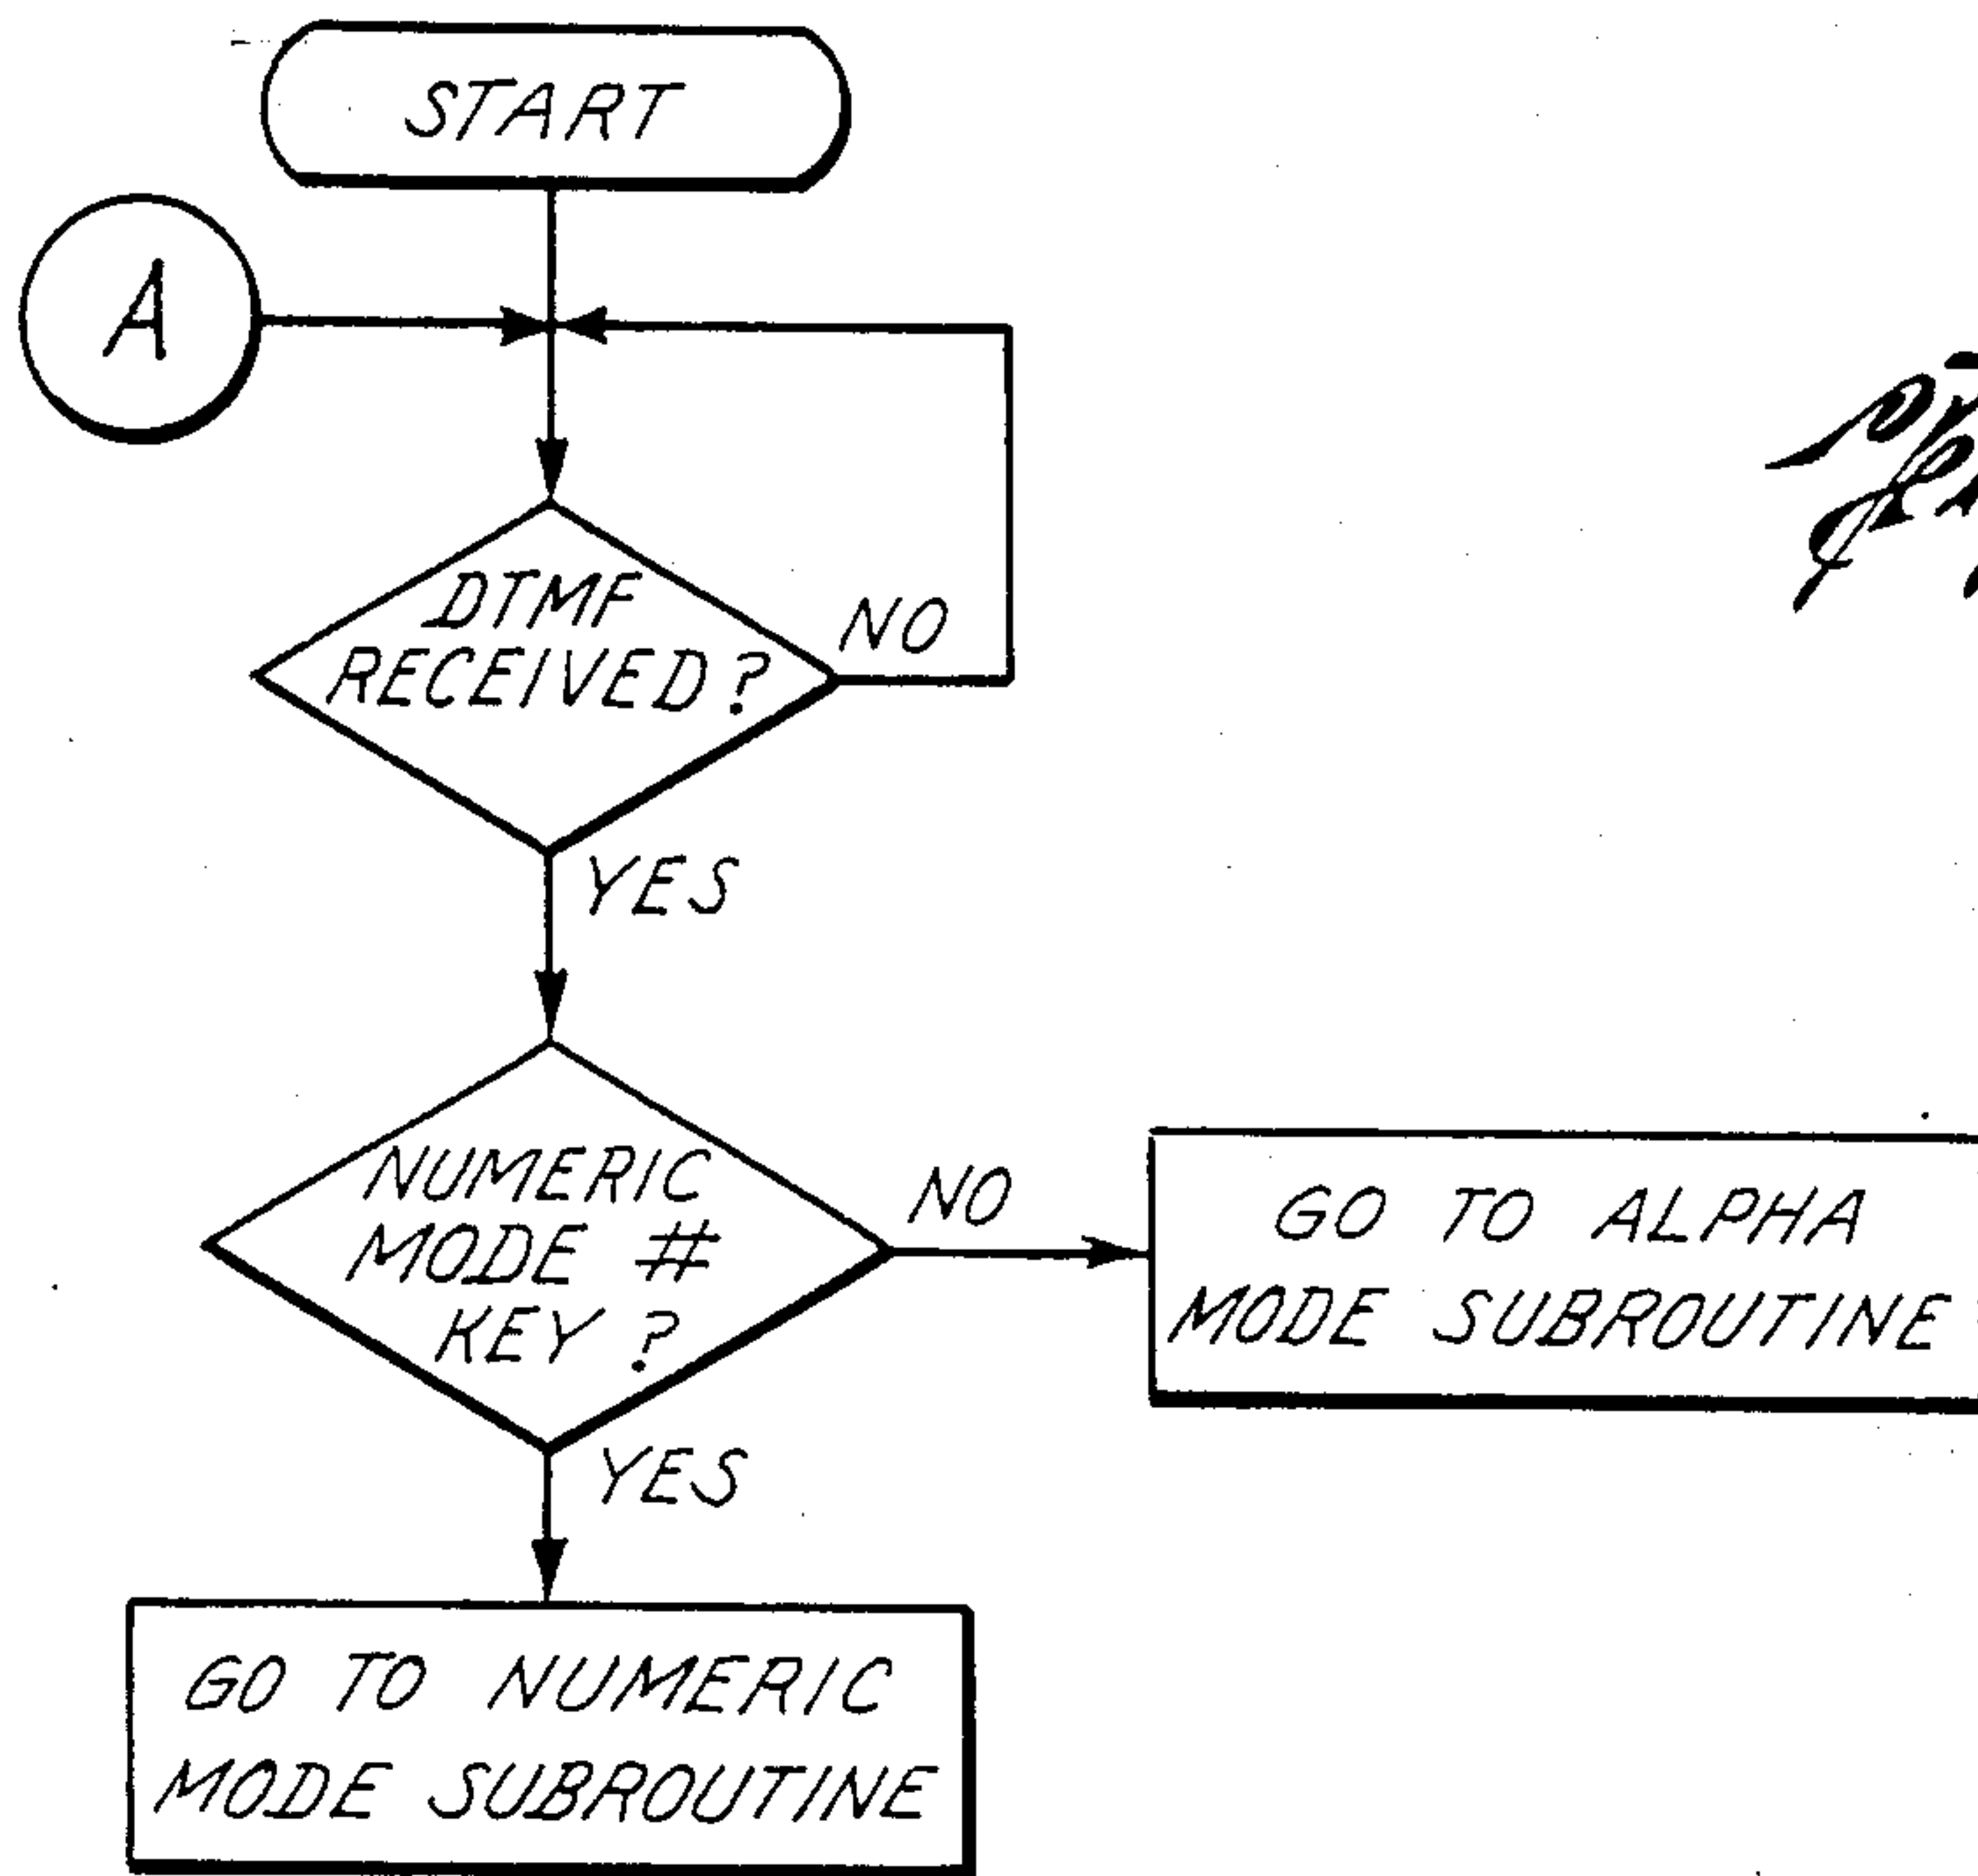 START
A
DTMF
RECEIVED?
NO
YES
NUMERIC
MODE #
KEY?
NO
GO TO ALPHA
MODE SUBROUTINE
YES
GO TO NUMERIC
MODE SUBROUTINE